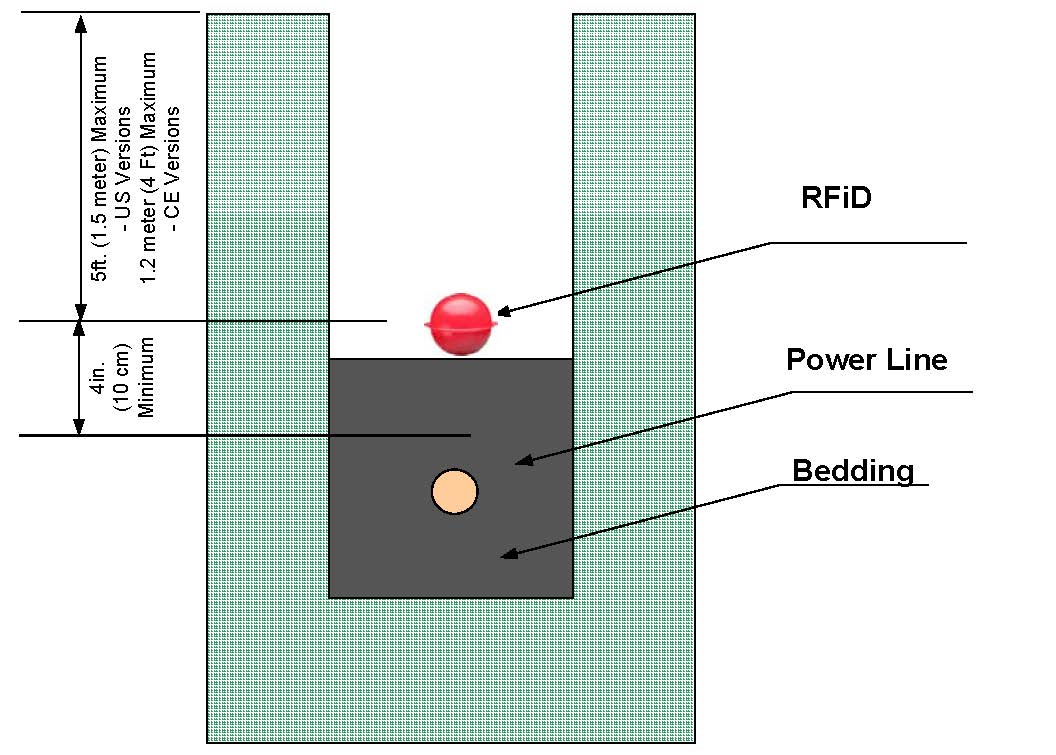 5ft. (1.5 meter) Maximum
- US Versions
1.2 meter (4 Ft) Maximum
- CE Versions
4in.
(10 cm)
Minimum
RFiD
Power Line
Bedding